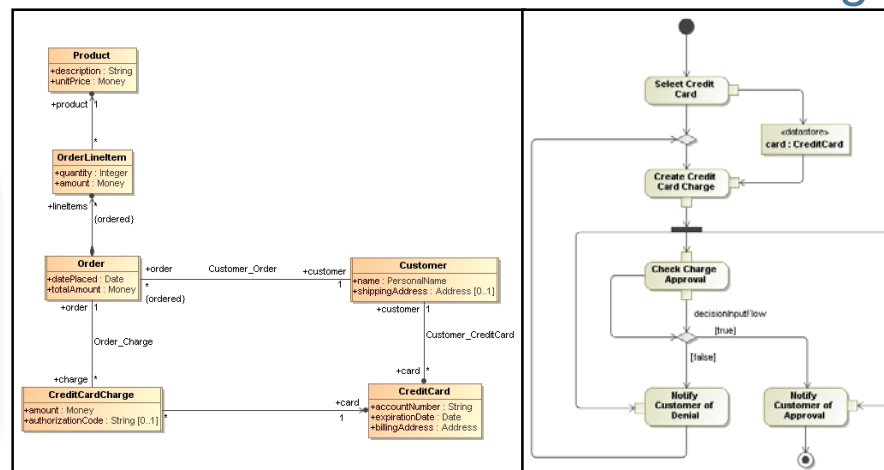 g
Product
+description : String
+unitPrice : Money
+product 1
*
OrderLineItem
+quantity : Integer
+amount : Money
+lineItems *
{ordered}
Order
+datePlaced : Date
+totalAmount : Money
+order
*
{ordered}
Customer_Order
+customer
1
Customer
+name : PersonalName
+shippingAddress : Address [0..1]
+order 1
Order_Charge
+charge *
+customer 1
Customer_CreditCard
+card *
CreditCardCharge
+amount : Money
+authorizationCode : String [0..1]
*
+card
1
CreditCard
+accountNumber : String
+expirationDate : Date
+billingAddress : Address
Select Credit
Card
«datastore»
card : CreditCard
Create Credit
Card Charge
Check Charge
Approval
decisionInputFlow
[true]
[false]
Notify
Customer of
Denial
Notify
Customer of
Approval